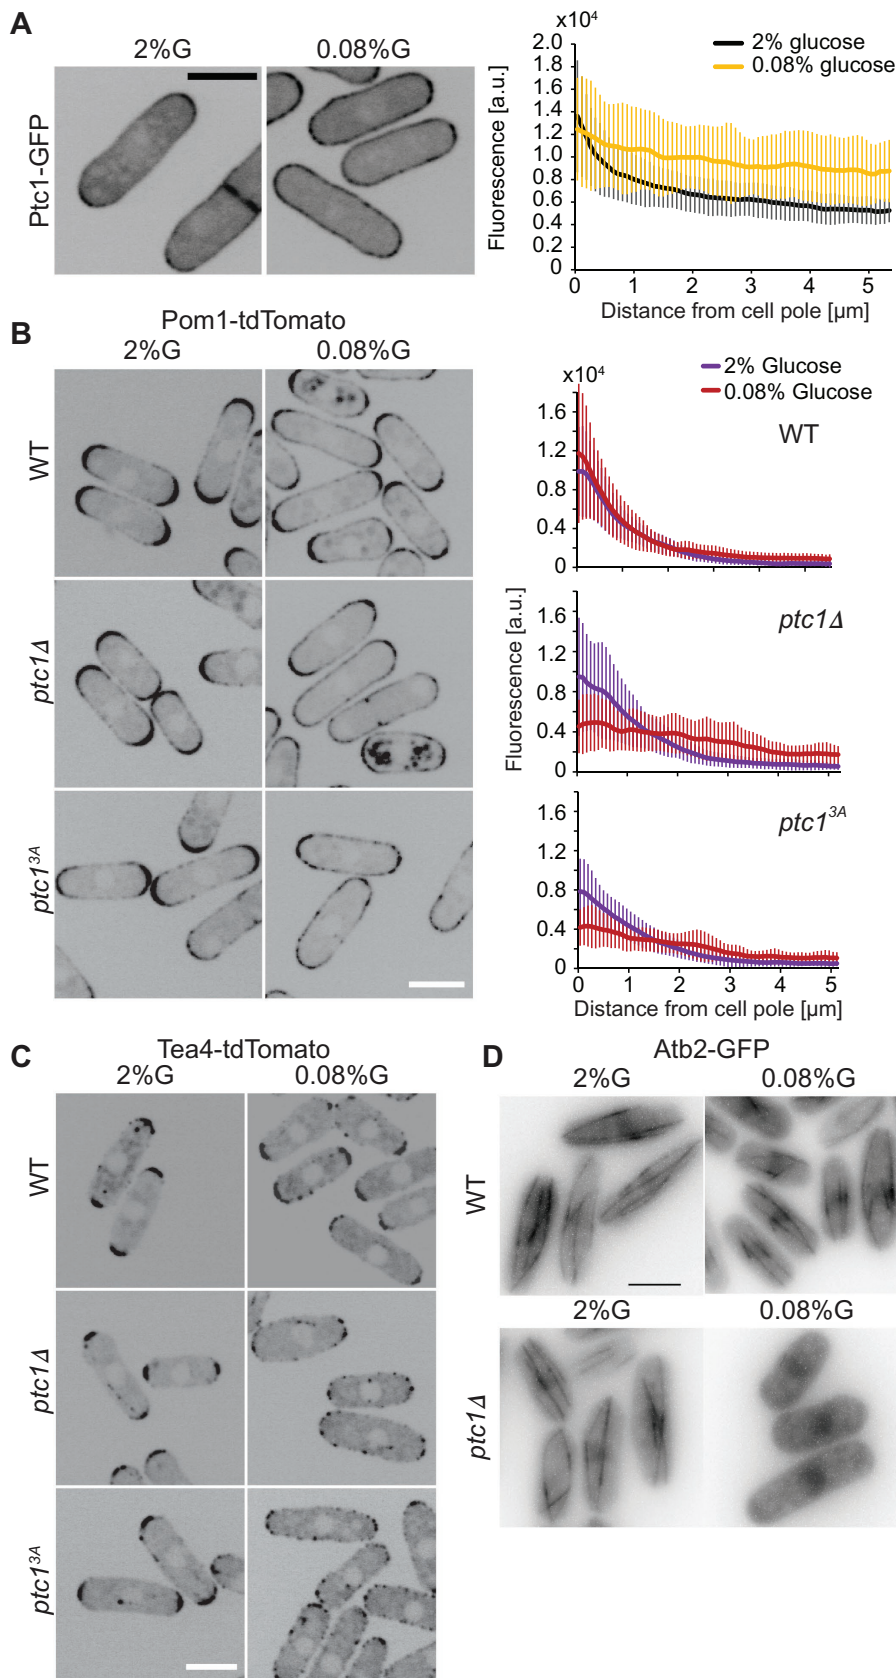 A
2%G 0.08%G
Ptc1-GFP
x10⁴
2.0
1.8
1.6
1.4
1.2
1.0
0.8
0.6
0.4
0.2
0
Fluorescence [a.u.]
2% glucose
0.08% glucose
0 1 2 3 4 5
Distance from cell pole [µm]
B
Pom1-tdTomato
2%G 0.08%G
WT
ptc1Δ
ptc1³ᴬ
x10⁴
2% Glucose
0.08% Glucose
WT
1.6
1.2
0.8
0.4
0
Fluorescence [a.u.]
ptc1Δ
1.6
1.2
0.8
0.4
0
ptc1³ᴬ
1.6
1.2
0.8
0.4
0
0 1 2 3 4 5
Distance from cell pole [µm]
C
Tea4-tdTomato
2%G 0.08%G
WT
ptc1Δ
ptc1³ᴬ
D
Atb2-GFP
2%G 0.08%G
WT
2%G 0.08%G
ptc1Δ